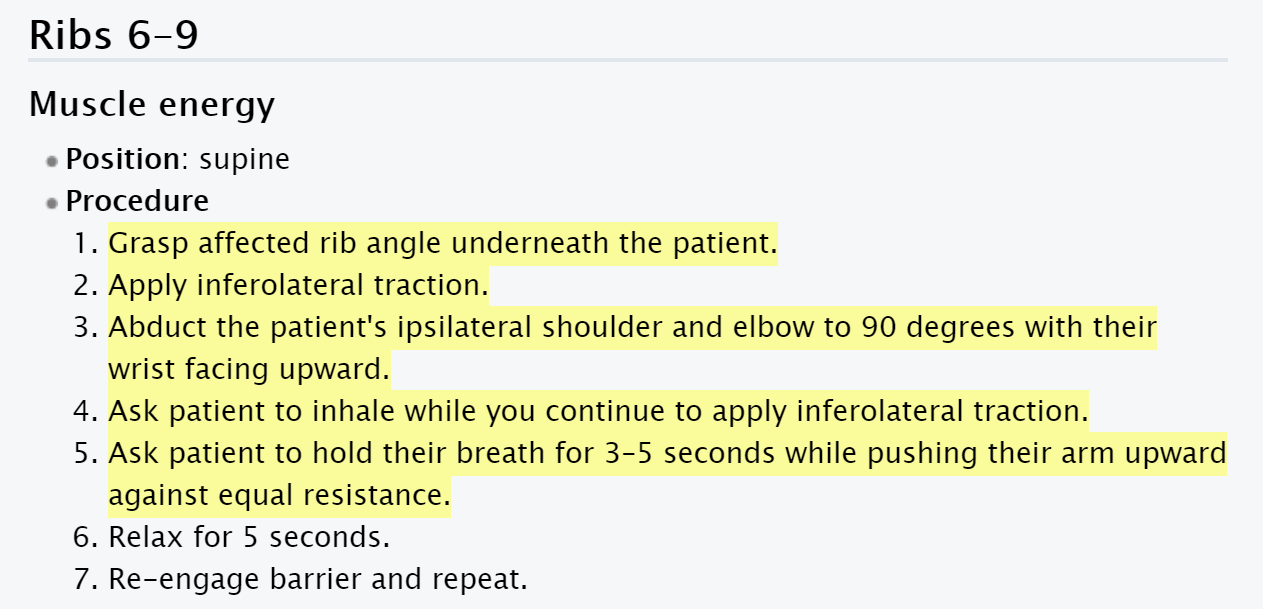 Ribs 6–9
Muscle energy
Position: supine
Procedure
1. Grasp affected rib angle underneath the patient.
2. Apply inferolateral traction.
3. Abduct the patient's ipsilateral shoulder and elbow to 90 degrees with their
wrist facing upward.
4. Ask patient to inhale while you continue to apply inferolateral traction.
5. Ask patient to hold their breath for 3–5 seconds while pushing their arm upward
against equal resistance.
6. Relax for 5 seconds.
7. Re-engage barrier and repeat.